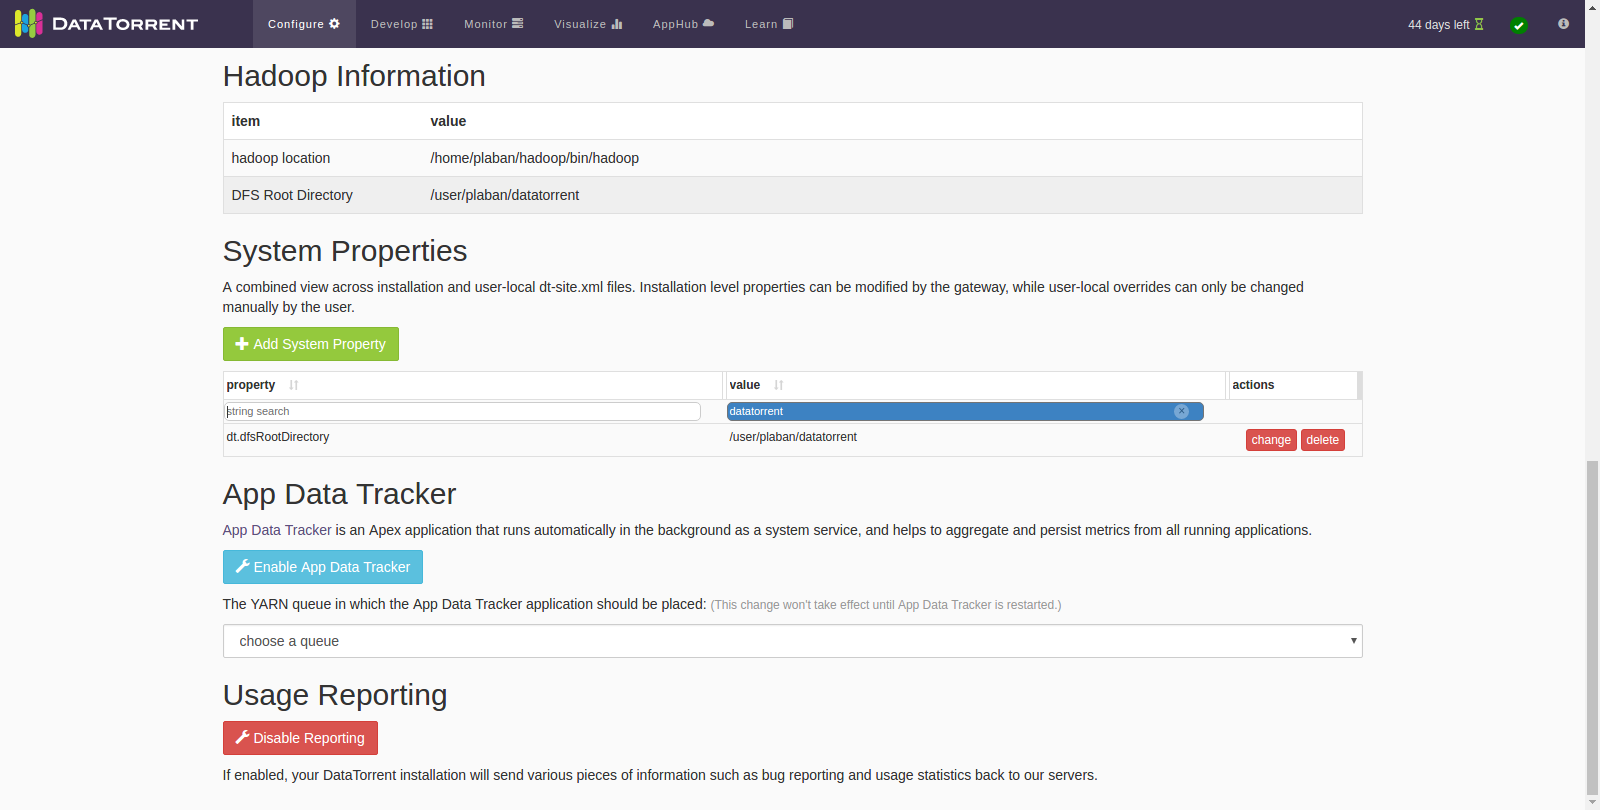 DATATORRENT Configure Develop Monitor Visualize AppHub Learn 44 days left
Hadoop Information
item value
hadoop location /home/plaban/hadoop/bin/hadoop
DFS Root Directory /user/plaban/datatorrent
System Properties
A combined view across installation and user-local dt-site.xml files. Installation level properties can be modified by the gateway, while user-local overrides can only be changed
manually by the user.
Add System Property
property value actions
string search datatorrent
dt.dfsRootDirectory /user/plaban/datatorrent change delete
App Data Tracker
App Data Tracker is an Apex application that runs automatically in the background as a system service, and helps to aggregate and persist metrics from all running applications.
Enable App Data Tracker
The YARN queue in which the App Data Tracker application should be placed: (This change won't take effect until App Data Tracker is restarted.)
choose a queue
Usage Reporting
Disable Reporting
If enabled, your DataTorrent installation will send various pieces of information such as bug reporting and usage statistics back to our servers.